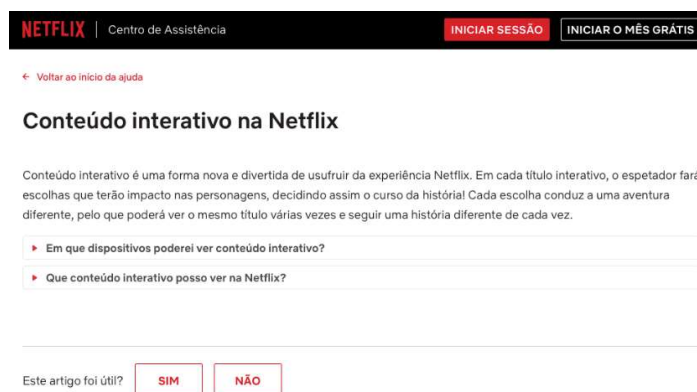 NETFLIX | Centro de Assistência INICIAR SESSÃO INICIAR O MÊS GRÁTIS
← Voltar ao início da ajuda
Conteúdo interativo na Netflix
Conteúdo interativo é uma forma nova e divertida de usufruir da experiência Netflix. Em cada título interativo, o espetador fará
escolhas que terão impacto nas personagens, decidindo assim o curso da história! Cada escolha conduz a uma aventura
diferente, pelo que poderá ver o mesmo título várias vezes e seguir uma história diferente de cada vez.
Em que dispositivos poderei ver conteúdo interativo?
Que conteúdo interativo posso ver na Netflix?
Este artigo foi útil? SIM NÃO